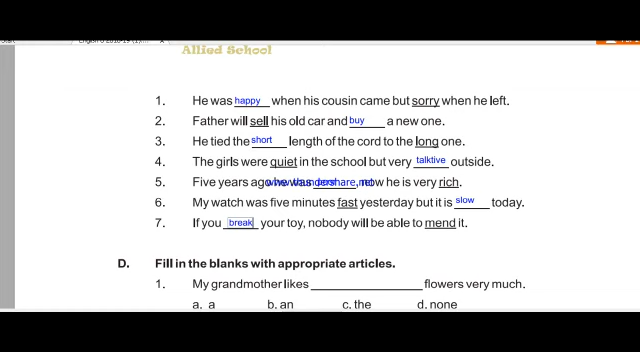 Start
Allied School
1. He was happy when his cousin came but sorry when he left.
2. Father will sell his old car and buy a new one.
3. He tied the short length of the cord to the long one.
4. The girls were quiet in the school but very talktive outside.
5. Five years ago he was poor, now he is very rich.
6. My watch was five minutes fast yesterday but it is slow today.
7. If you break your toy, nobody will be able to mend it.
D. Fill in the blanks with appropriate articles.
1. My grandmother likes ____________ flowers very much.
a. a b. an c. the d. none